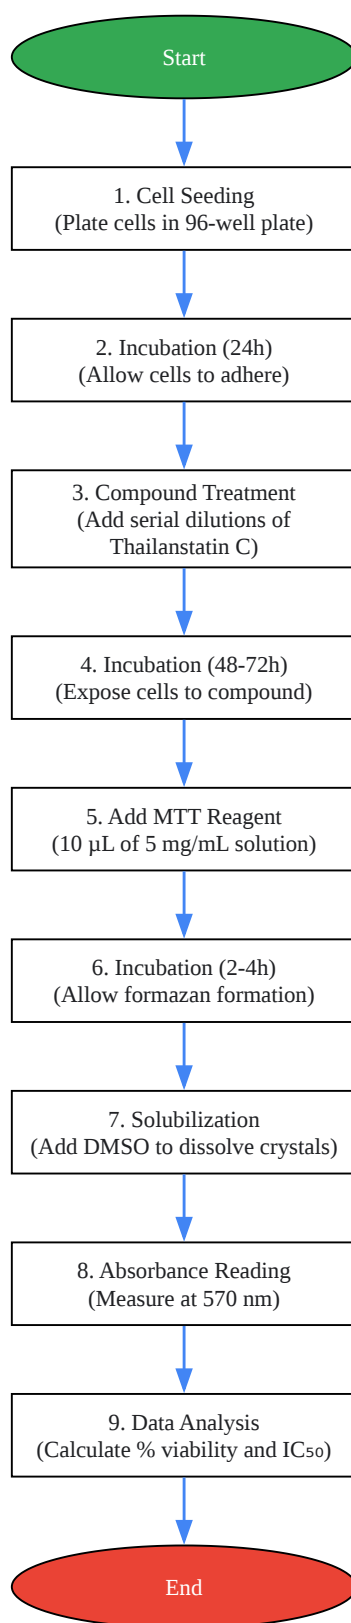 Start
1. Cell Seeding
(Plate cells in 96-well plate)
2. Incubation (24h)
(Allow cells to adhere)
3. Compound Treatment
(Add serial dilutions of
Thailanstatin C)
4. Incubation (48-72h)
(Expose cells to compound)
5. Add MTT Reagent
(10 µL of 5 mg/mL solution)
6. Incubation (2-4h)
(Allow formazan formation)
7. Solubilization
(Add DMSO to dissolve crystals)
8. Absorbance Reading
(Measure at 570 nm)
9. Data Analysis
(Calculate % viability and IC₅₀)
End